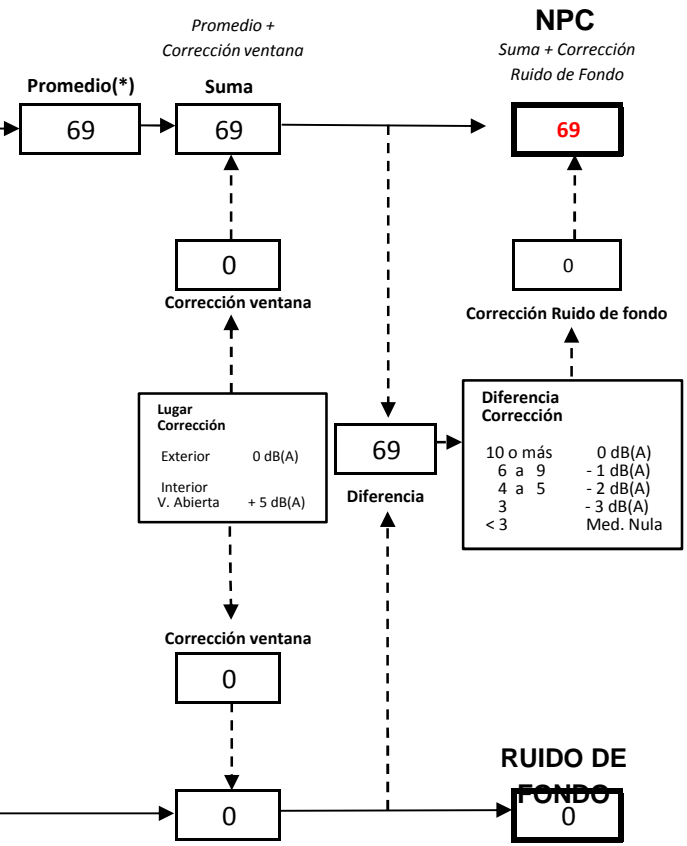 Promedio +
Corrección ventana
NPC
Suma + Corrección
Ruido de Fondo
Promedio(*)
Suma
69
69
69
0
0
Corrección ventana
Corrección Ruido de fondo
Lugar
Corrección
Exterior 0 dB(A)
Interior
V. Abierta + 5 dB(A)
69
Diferencia
Diferencia
Corrección
10 o más 0 dB(A)
6 a 9 - 1 dB(A)
4 a 5 - 2 dB(A)
3 - 3 dB(A)
< 3 Med. Nula
Corrección ventana
0
RUIDO DE
FONDO
0
0